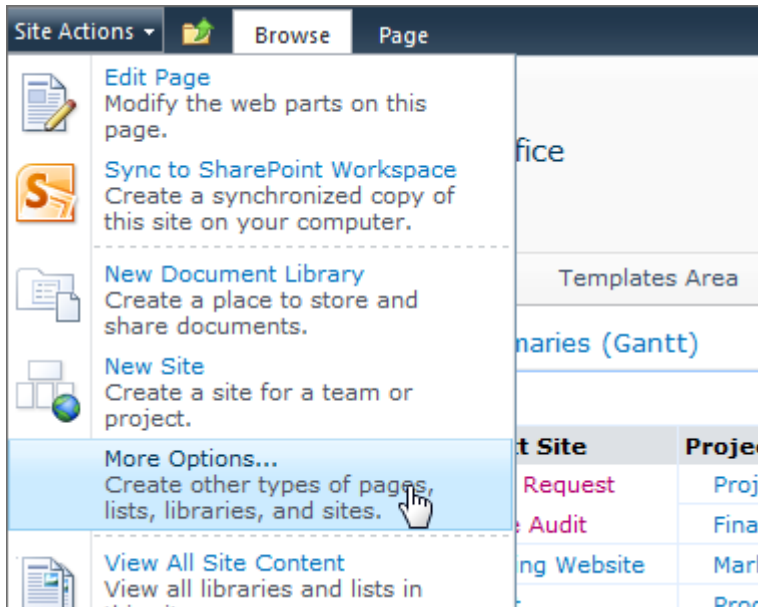 Site Actions Browse Page
Edit Page
Modify the web parts on this
page.
Sync to SharePoint Workspace
Create a synchronized copy of
this site on your computer.
New Document Library
Create a place to store and
share documents.
New Site
Create a site for a team or
project.
More Options...
Create other types of pages,
lists, libraries, and sites.
View All Site Content
View all libraries and lists in
fice
Templates Area
maries (Gantt)
t Site Projec
Request Proj
Audit Fina
ng Website Mark